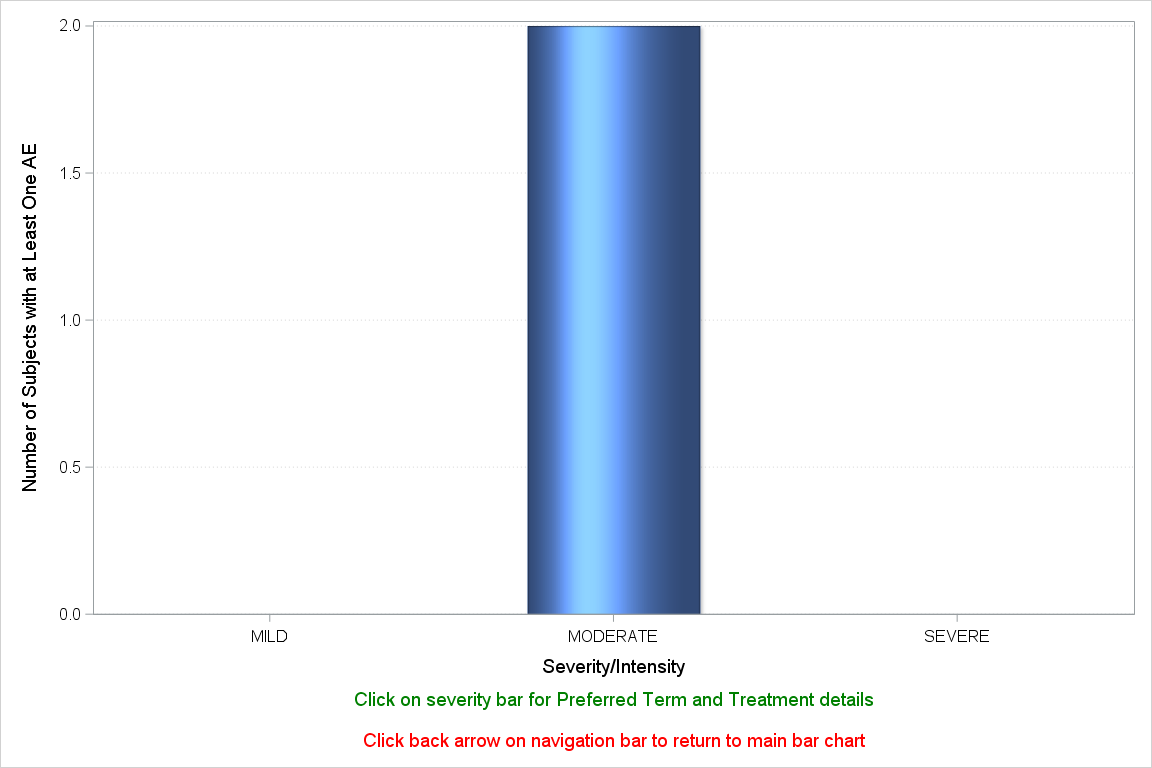 Number of Subjects with at Least One AE
2.0
1.5
1.0
0.5
0.0
MILD
MODERATE
SEVERE
Severity/Intensity
Click on severity bar for Preferred Term and Treatment details
Click back arrow on navigation bar to return to main bar chart